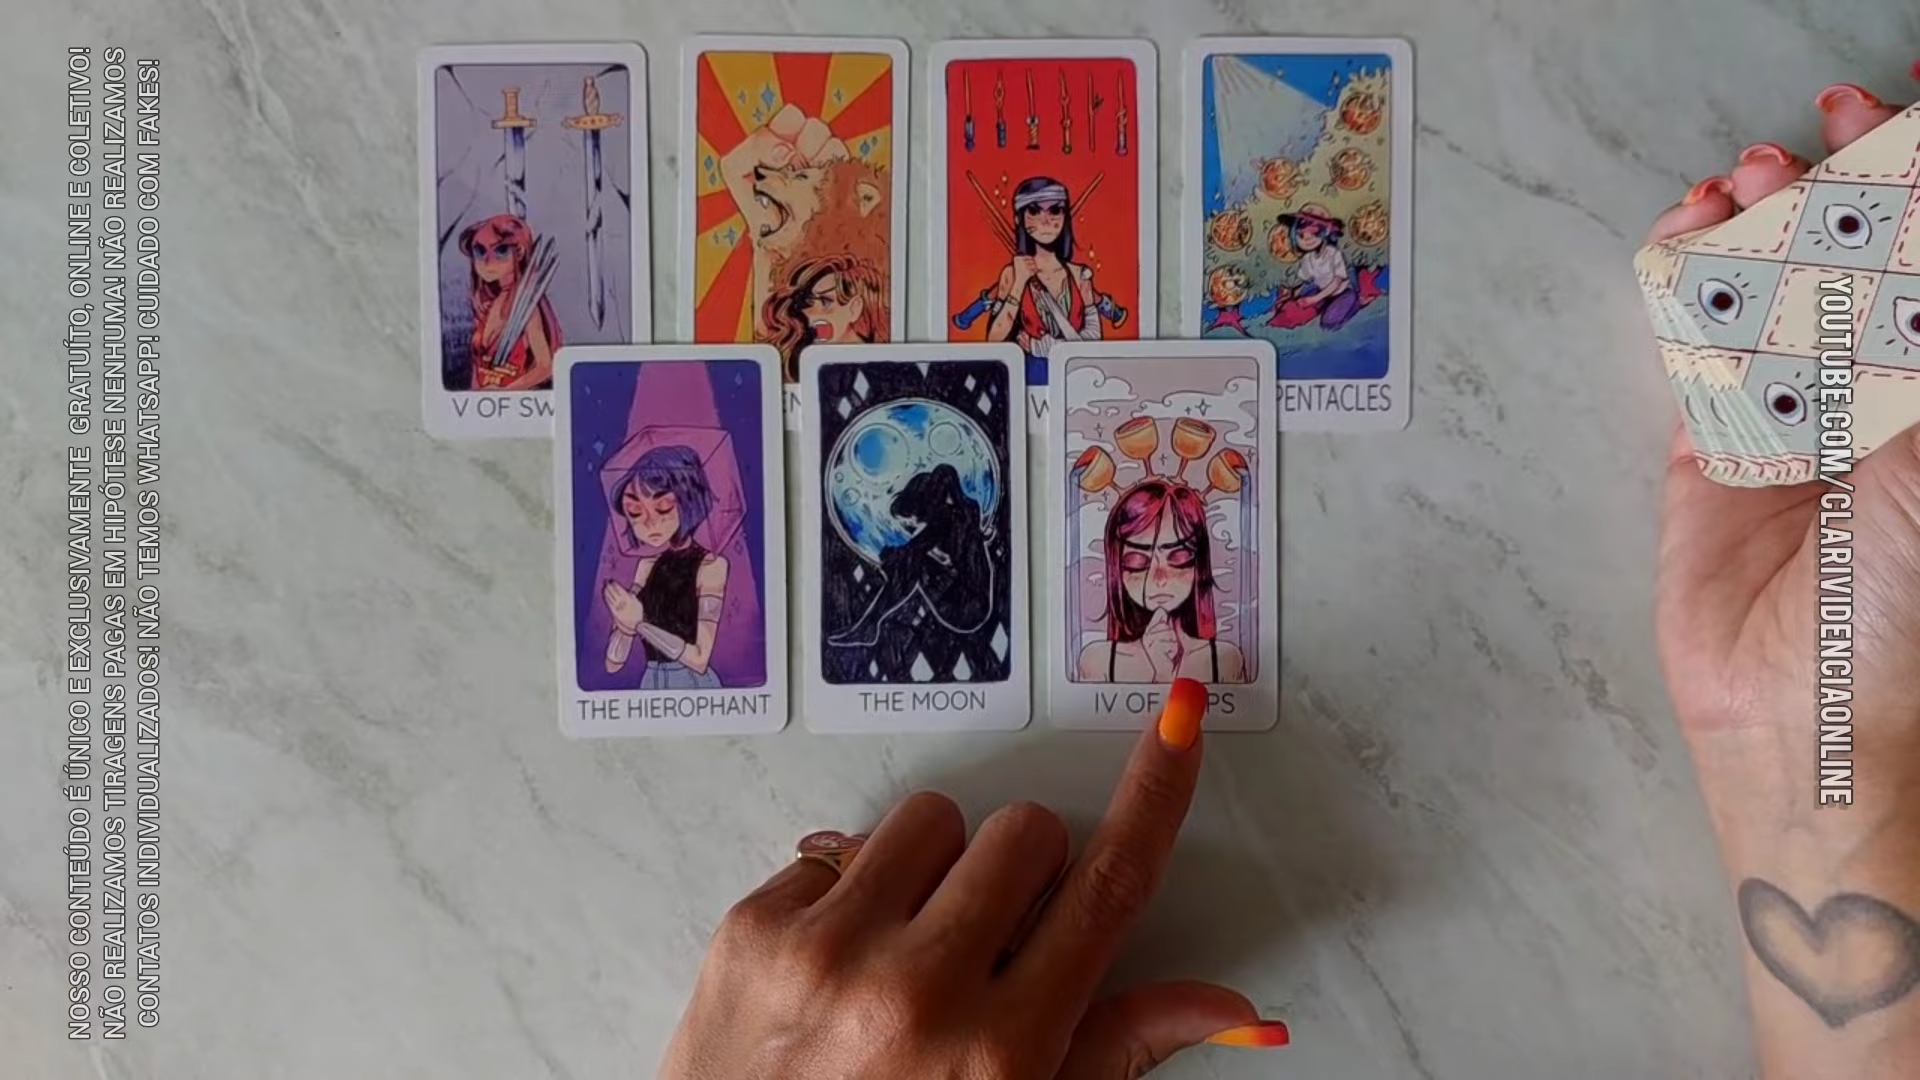 NOSSO CONTEÚDO É ÚNICO E EXCLUSIVAMENTE GRATUÍTO, ONLINE E COLETIVO!
NÃO REALIZAMOS TIRAGENS PAGAS EM HIPÓTESE NENHUMA! NÃO REALIZAMOS
CONTATOS INDIVIDUALIZADOS! NÃO TEMOS WHATSAPP! CUIDADO COM FAKES!
V OF SW
EN
W
PENTACLES
THE HIEROPHANT
THE MOON
IV OF PS
YOUTUBE.COM/CLARIVIDENCIAONLINE